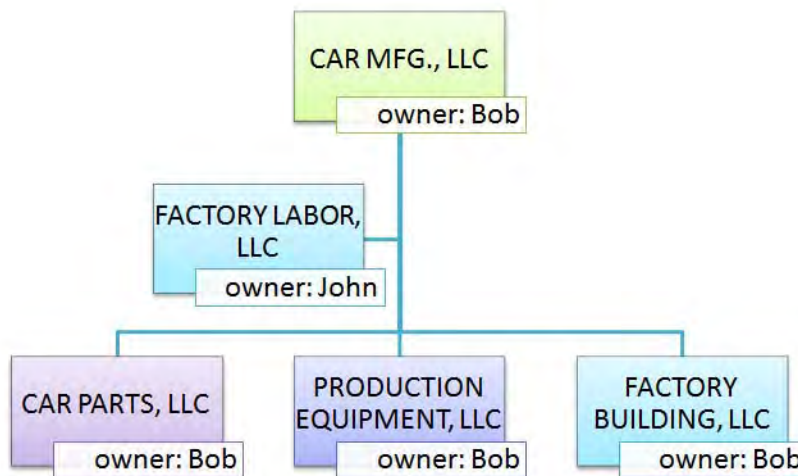 CAR MFG., LLC
owner: Bob
FACTORY LABOR,
LLC
owner: John
CAR PARTS, LLC
owner: Bob
PRODUCTION
EQUIPMENT, LLC
owner: Bob
FACTORY
BUILDING, LLC
owner: Bob